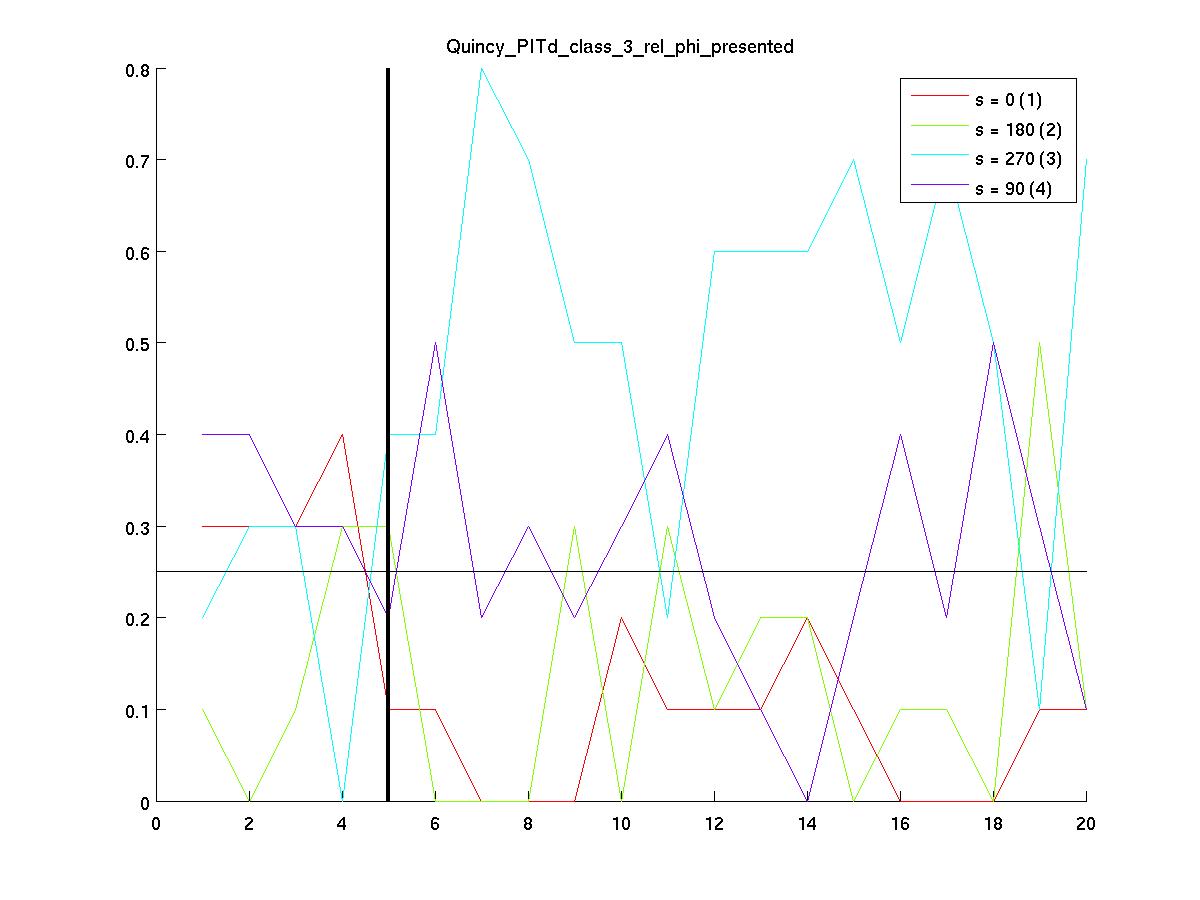 Quincy_PITd_class_3_rel_phi_presented
s = 0 (1)
s = 180 (2)
s = 270 (3)
s = 90 (4)
0.8
0.7
0.6
0.5
0.4
0.3
0.2
0.1
0
0 2 4 6 8 10 12 14 16 18 20